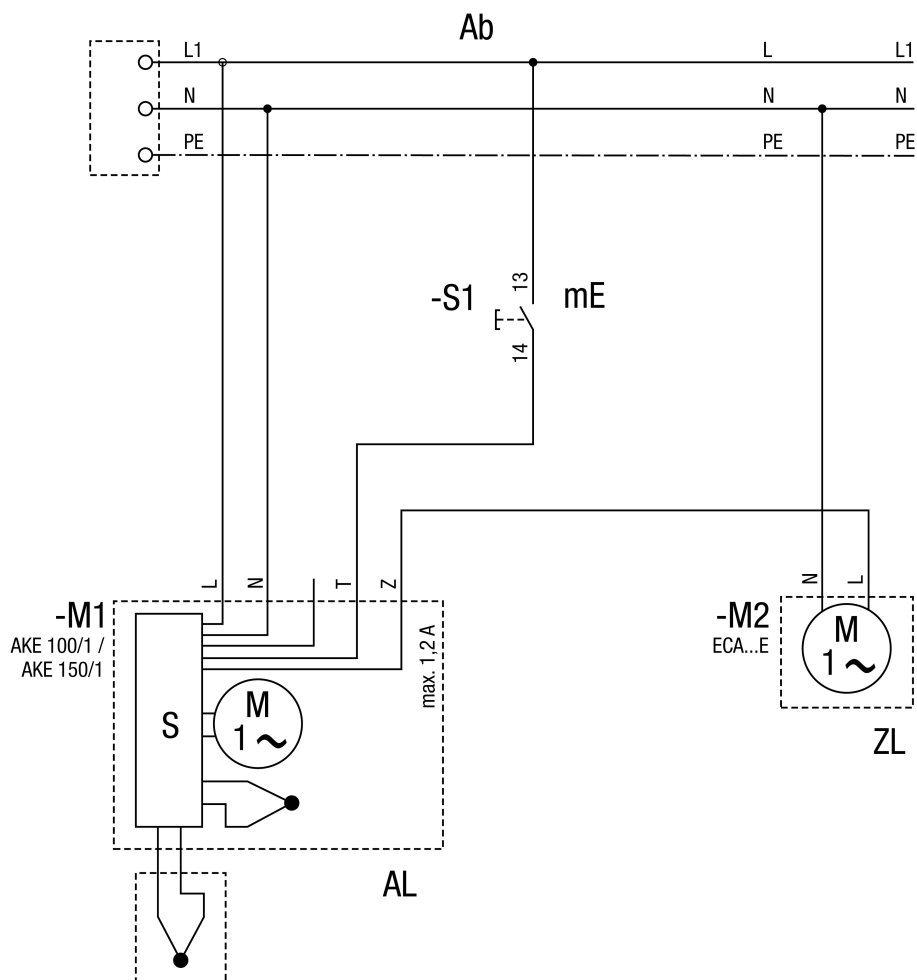 Ab
L1 L L1
N N N
PE PE PE
13
-S1 mE
14
L N T Z
N L
-M1
AKE 100/1 /
AKE 150/1
max. 1,2 A
-M2
ECA...E
M
1 ~
ZL
S
M
1 ~
AL